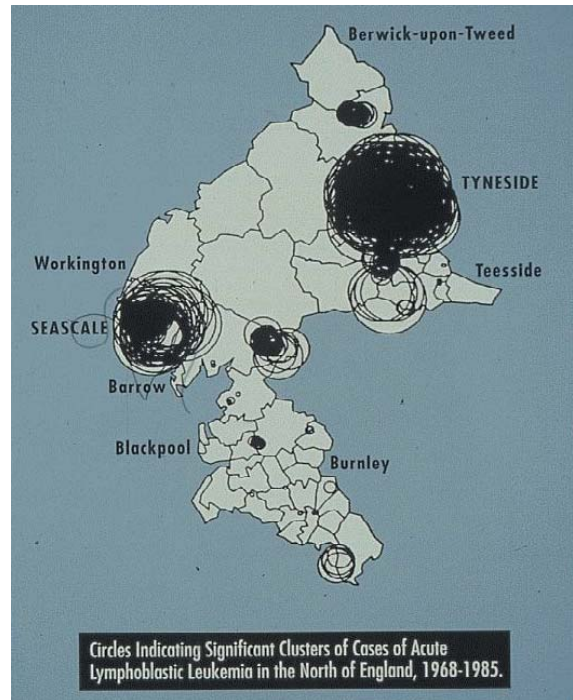 Berwick-upon-Tweed
TYNESIDE
Workington
Teesside
SEASCALE
Barrow
Blackpool
Burnley
Circles Indicating Significant Clusters of Cases of Acute
Lymphoblastic Leukemia in the North of England, 1968-1985.